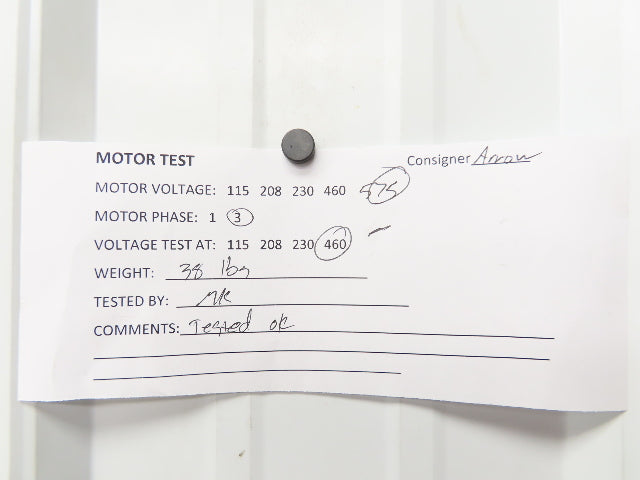 MOTOR TEST Consigner Arrow
MOTOR VOLTAGE: 115 208 230 460 575
MOTOR PHASE: 1 3
VOLTAGE TEST AT: 115 208 230 460
WEIGHT: 38 lbs
TESTED BY:
COMMENTS: Tested ok